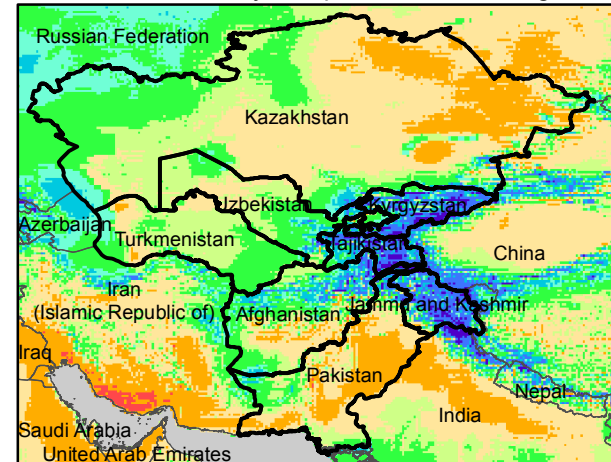 Russian Federation
Kazakhstan
Uzbekistan
Kyrgyzstan
Azerbaijan
Turkmenistan
Tajikistan
China
Iran
(Islamic Republic of)
Afghanistan
Jammu and Kashmir
Iraq
Pakistan
Nepal
India
Saudi Arabia
United Arab Emirates